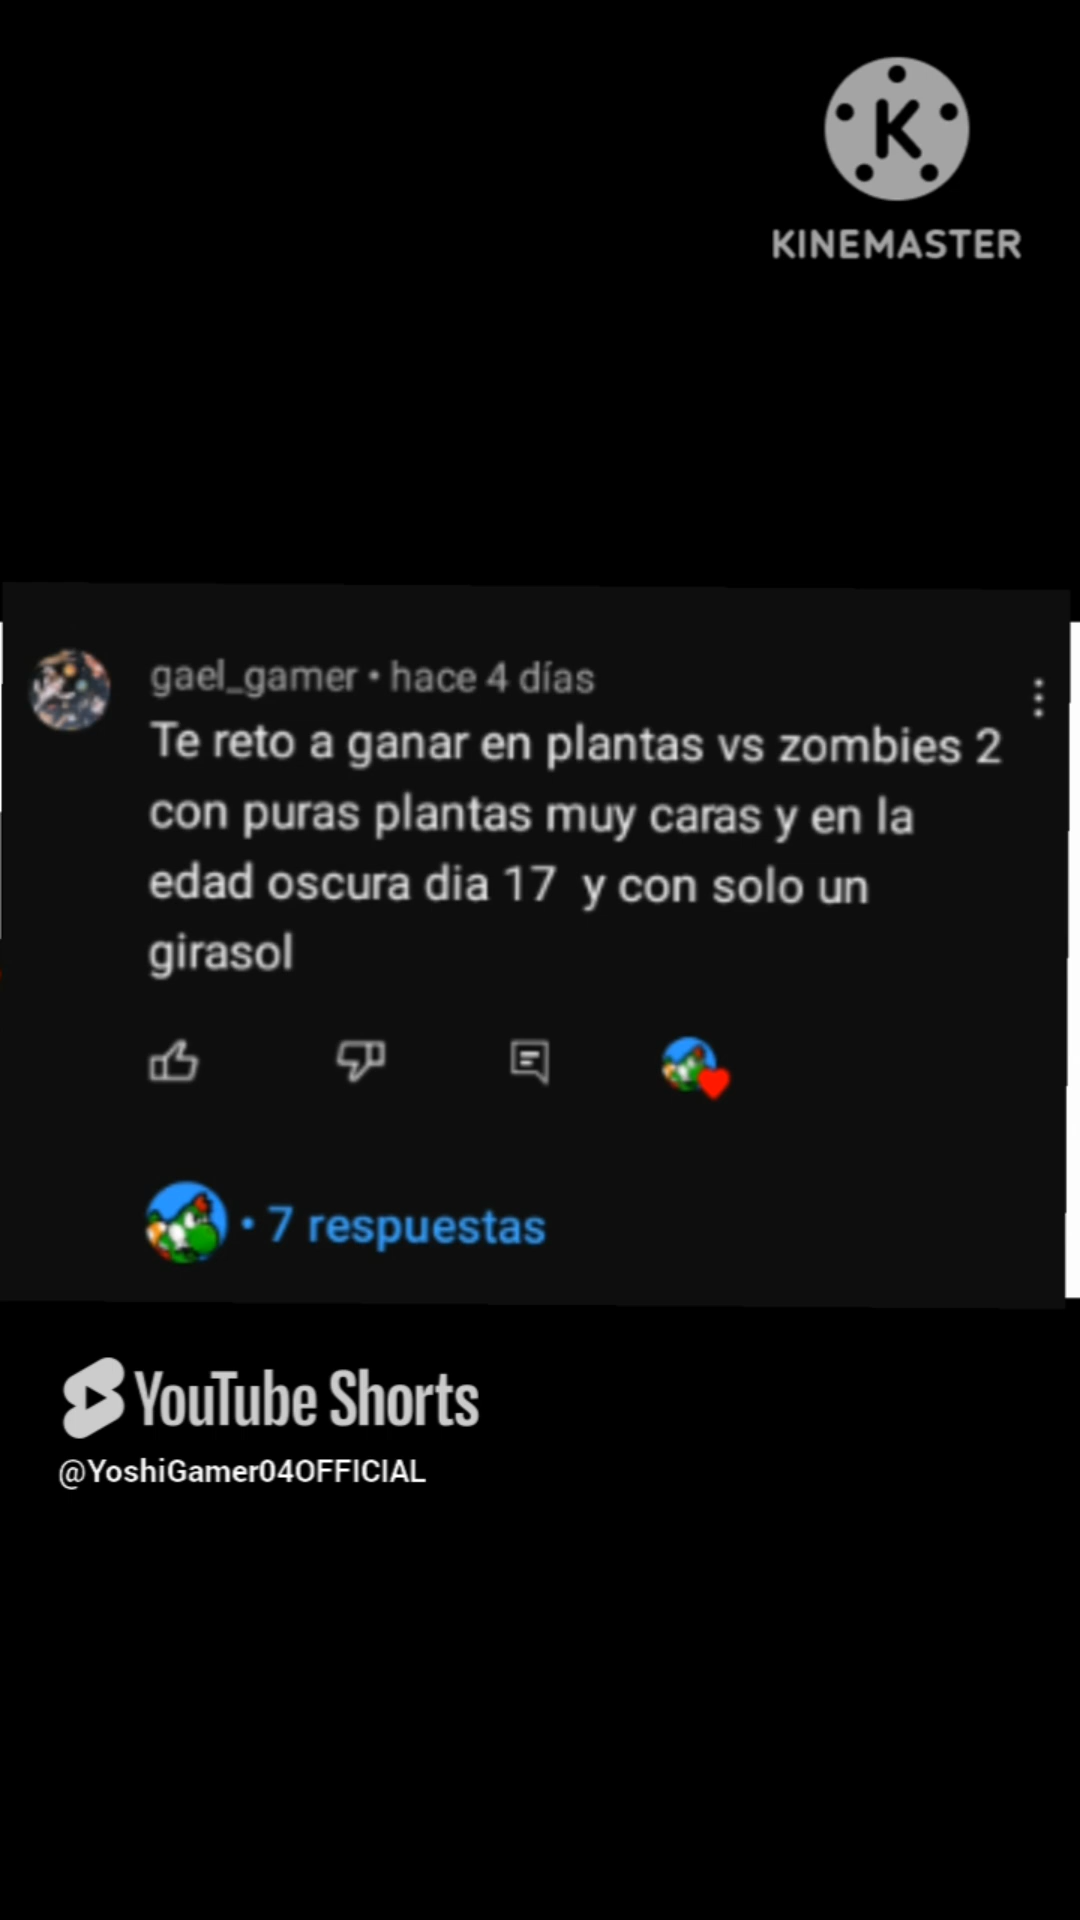 K
KINEMASTER
gael_gamer • hace 4 días
Te reto a ganar en plantas vs zombies 2
con puras plantas muy caras y en la
edad oscura dia 17 y con solo un
girasol
• 7 respuestas
YouTube Shorts
@YoshiGamer04OFFICIAL